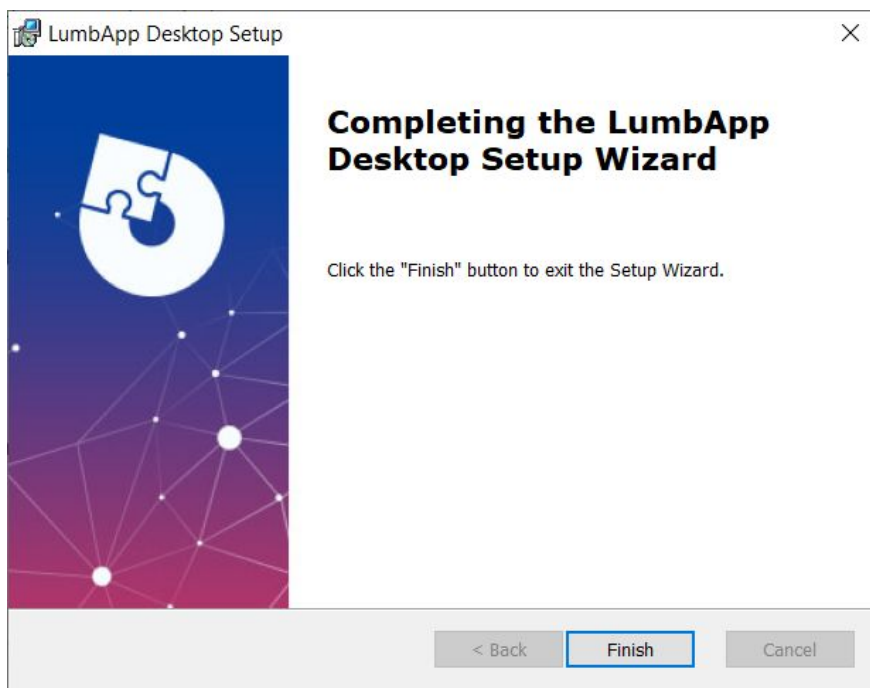 LumbApp Desktop Setup
Completing the LumbApp
Desktop Setup Wizard
Click the "Finish" button to exit the Setup Wizard.
< Back
Finish
Cancel